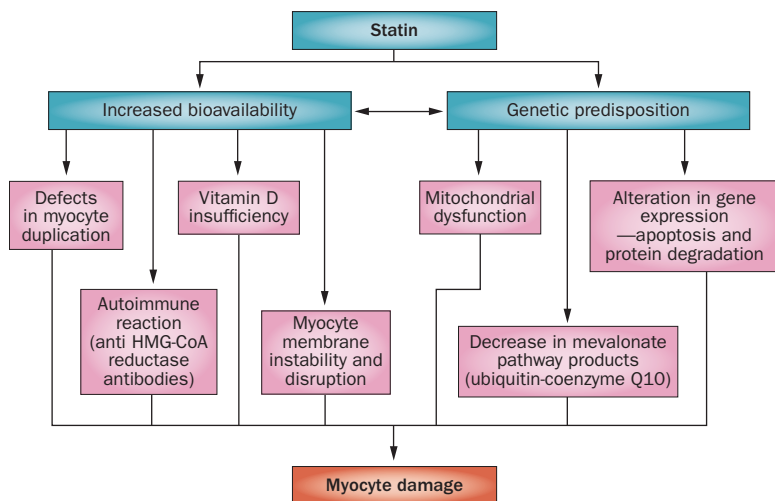 Statin
Increased bioavailability
Genetic predisposition
Defects
in myocyte
duplication
Vitamin D
insufficiency
Mitochondrial
dysfunction
Alteration in gene
expression
—apoptosis and
protein degradation
Autoimmune
reaction
(anti HMG-CoA
reductase
antibodies)
Myocyte
membrane
instability and
disruption
Decrease in mevalonate
pathway products
(ubiquitin-coenzyme Q10)
Myocyte damage